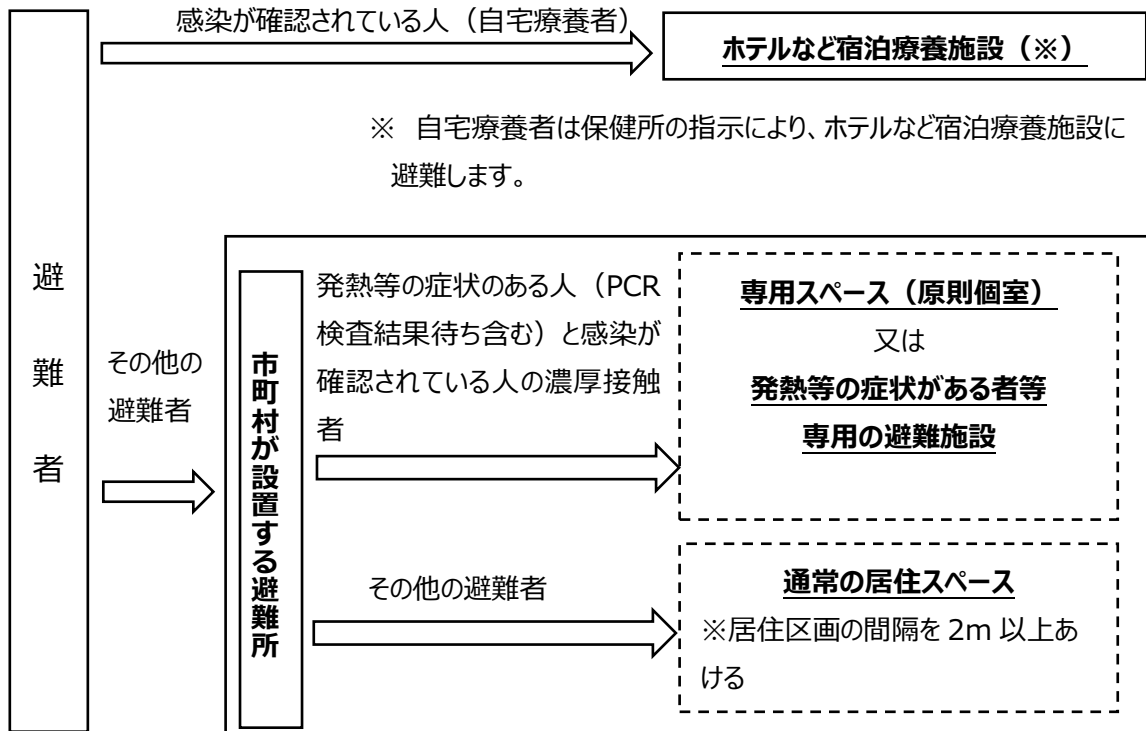 感染が確認されている人（自宅療養者）
ホテルなど宿泊療養施設（※）
※　自宅療養者は保健所の指示により、ホテルなど宿泊療養施設に
避難します。
避難者
その他の
避難者
市町村が設置する避難所
発熱等の症状のある人（PCR
検査結果待ち含む）と感染が
確認されている人の濃厚接触
者
専用スペース（原則個室）
又は
発熱等の症状がある者等
専用の避難施設
その他の避難者
通常の居住スペース
※居住区画の間隔を 2m 以上あ
ける